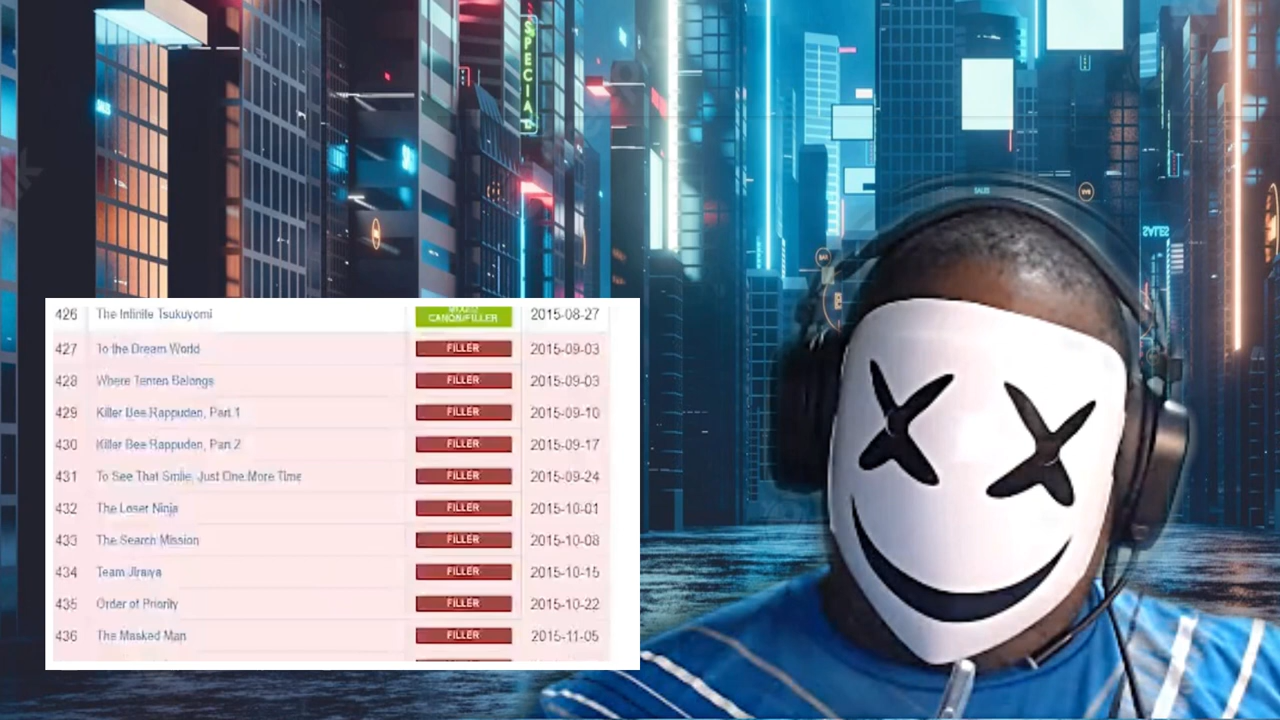 SPECIAL
SALES
SALES
426 The Infinite Tsukuyomi MIXED CANON/FILLER 2015-08-27
427 To the Dream World FILLER 2015-09-03
428 Where Tenten Belongs FILLER 2015-09-03
429 Killer Bee Rappuden, Part 1 FILLER 2015-09-10
430 Killer Bee Rappuden, Part 2 FILLER 2015-09-17
431 To See That Smile, Just One More Time FILLER 2015-09-24
432 The Loser Ninja FILLER 2015-10-01
433 The Search Mission FILLER 2015-10-08
434 Team Jiraiya FILLER 2015-10-15
435 Order of Priority FILLER 2015-10-22
436 The Masked Man FILLER 2015-11-05